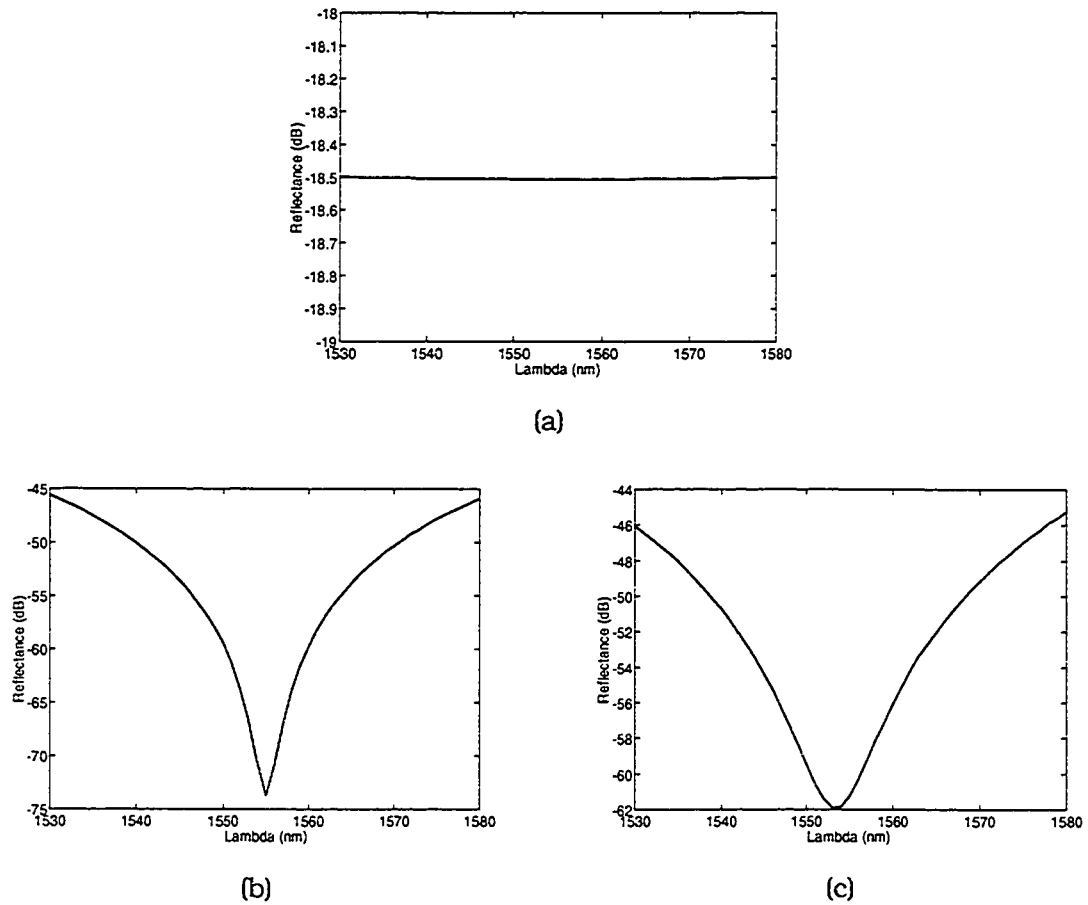 Reflectance (dB)
-18
-18.1
-18.2
-18.3
-18.4
-18.5
-18.6
-18.7
-18.8
-18.9
-19
1530 1540 1550 1560 1570 1580
Lambda (nm)
(a)
Reflectance (dB)
-45
-50
-55
-60
-65
-70
-75
1530 1540 1550 1560 1570 1580
Lambda (nm)
(b)
Reflectance (dB)
-44
-46
-48
-50
-52
-54
-56
-58
-60
-62
1530 1540 1550 1560 1570 1580
Lambda (nm)
(c)